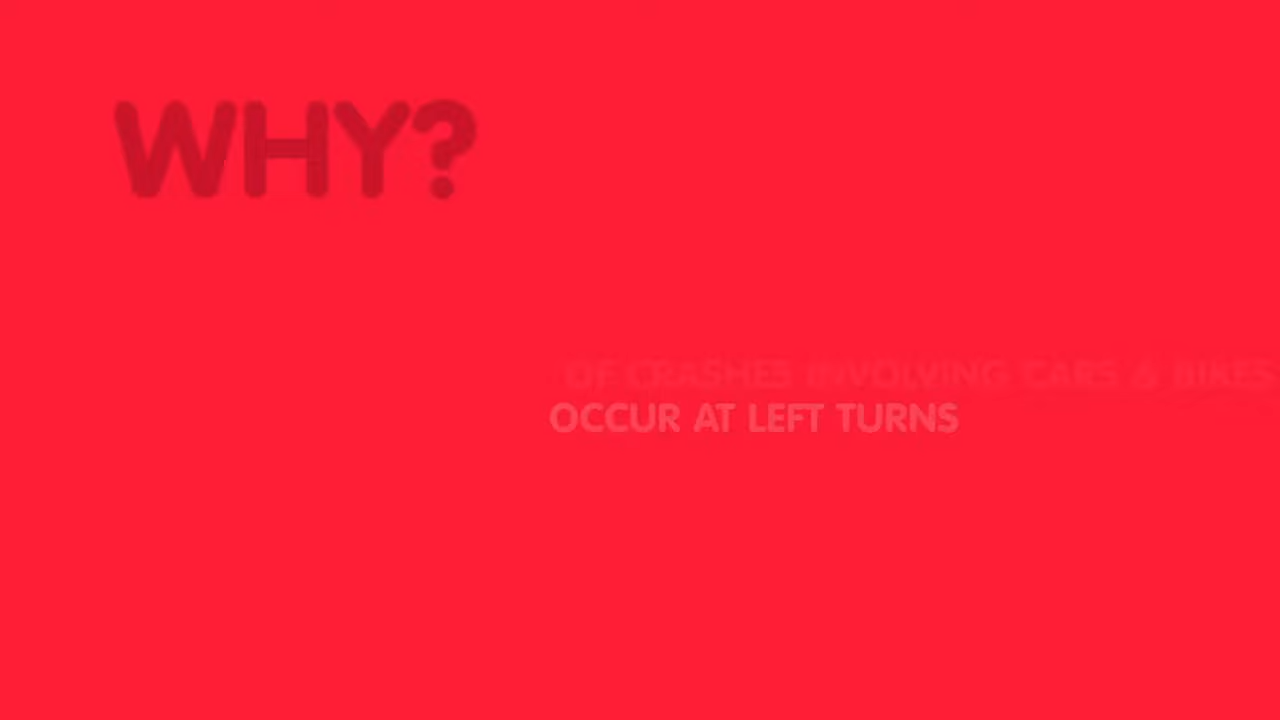 WHY?
OF CRASHES INVOLVING CARS & BIKES
OCCUR AT LEFT TURNS